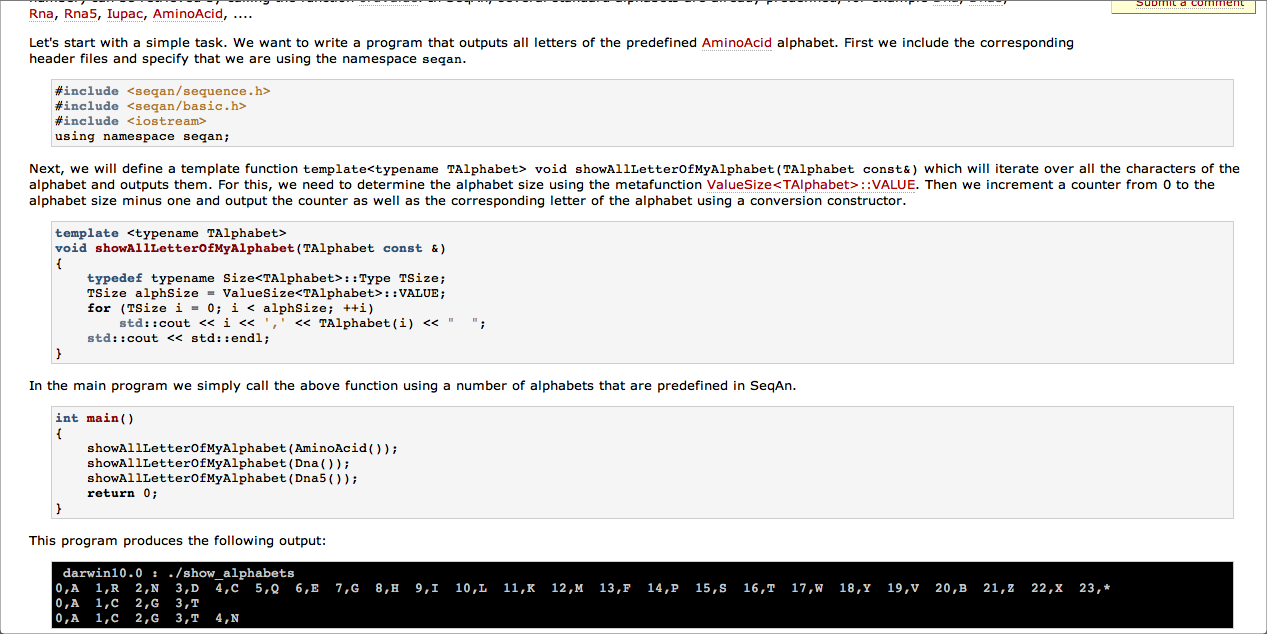 Rna, Rna5, Iupac, AminoAcid, ....
Submit a comment
Let's start with a simple task. We want to write a program that outputs all letters of the predefined AminoAcid alphabet. First we include the corresponding
header files and specify that we are using the namespace seqan.
#include <seqan/sequence.h>
#include <seqan/basic.h>
#include <iostream>
using namespace seqan;
Next, we will define a template function template<typename TAlphabet> void showAllLetterOfMyAlphabet(TAlphabet const&) which will iterate over all the characters of the
alphabet and outputs them. For this, we need to determine the alphabet size using the metafunction ValueSize<TAlphabet>::VALUE. Then we increment a counter from 0 to the
alphabet size minus one and output the counter as well as the corresponding letter of the alphabet using a conversion constructor.
template <typename TAlphabet>
void showAllLetterOfMyAlphabet(TAlphabet const &)
{
    typedef typename Size<TAlphabet>::Type TSize;
    TSize alphSize = ValueSize<TAlphabet>::VALUE;
    for (TSize i = 0; i < alphSize; ++i)
        std::cout << i << ',' << TAlphabet(i) << "  ";
    std::cout << std::endl;
}
In the main program we simply call the above function using a number of alphabets that are predefined in SeqAn.
int main()
{
    showAllLetterOfMyAlphabet(AminoAcid());
    showAllLetterOfMyAlphabet(Dna());
    showAllLetterOfMyAlphabet(Dna5());
    return 0;
}
This program produces the following output:
darwin10.0 : ./show_alphabets
0,A  1,R  2,N  3,D  4,C  5,Q  6,E  7,G  8,H  9,I  10,L  11,K  12,M  13,F  14,P  15,S  16,T  17,W  18,Y  19,V  20,B  21,Z  22,X  23,*
0,A  1,C  2,G  3,T
0,A  1,C  2,G  3,T  4,N